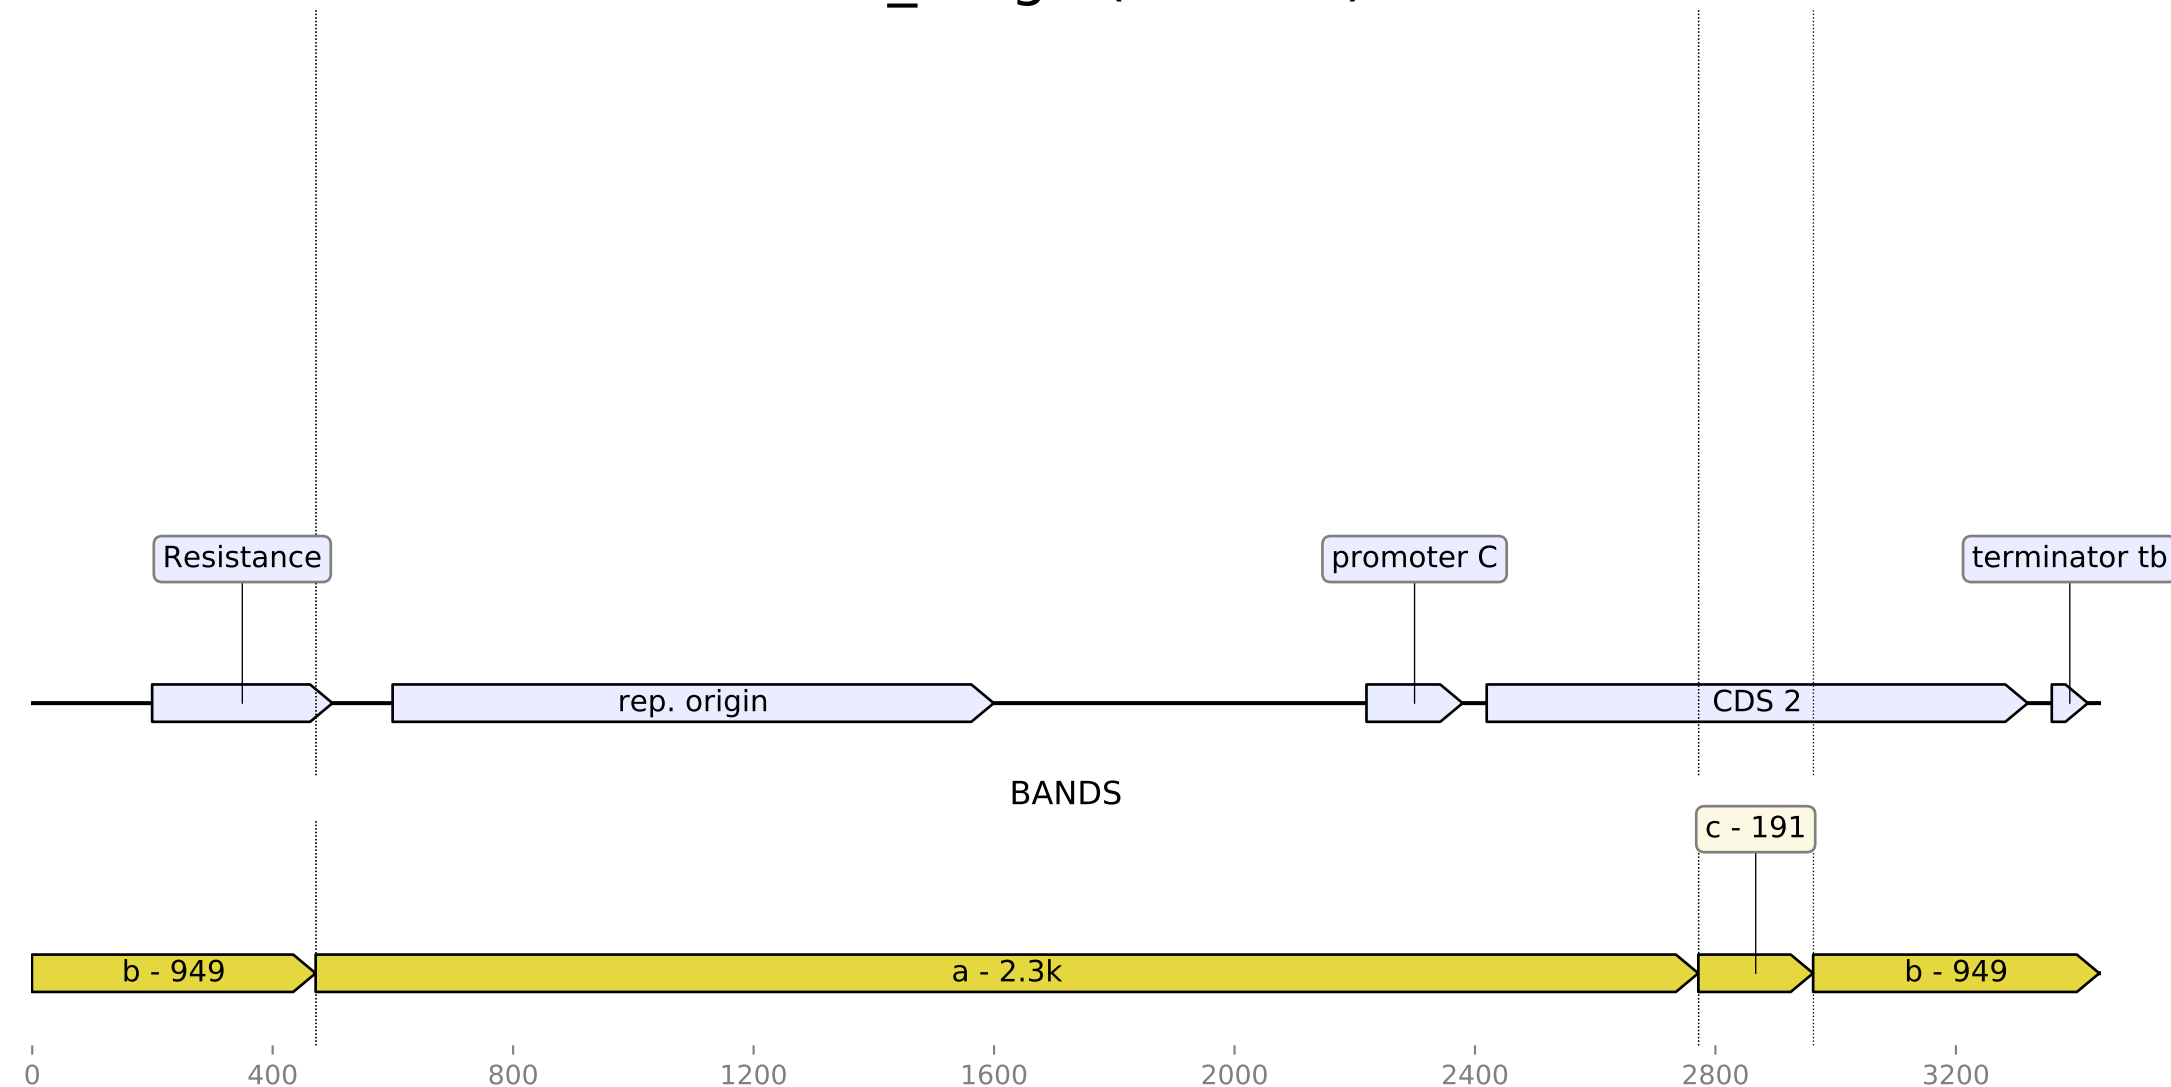 Resistance
promoter C
terminator tb
rep. origin
CDS 2
BANDS
c - 191
b - 949
a - 2.3k
b - 949
0 400 800 1200 1600 2000 2400 2800 3200